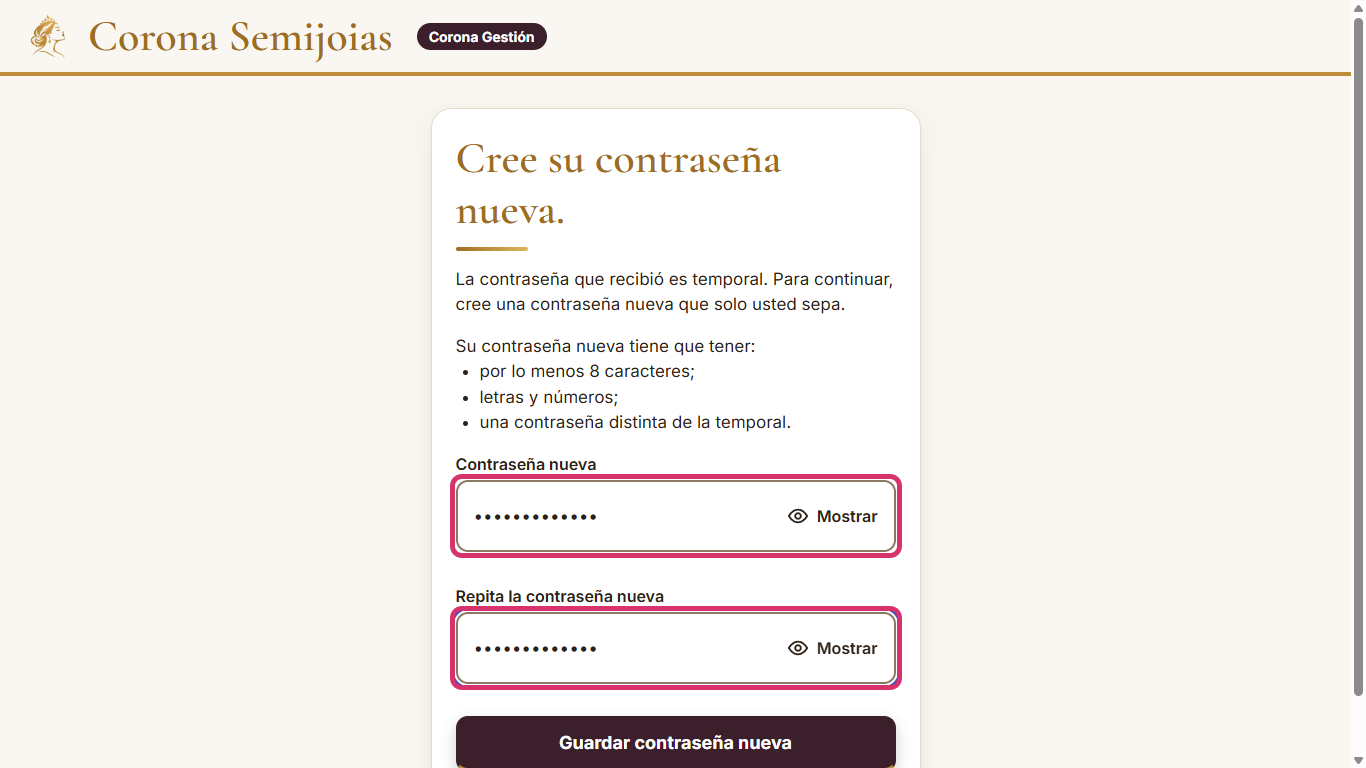 Corona Semijoias
Corona Gestión
Cree su contraseña
nueva.
La contraseña que recibió es temporal. Para continuar,
cree una contraseña nueva que solo usted sepa.
Su contraseña nueva tiene que tener:
• por lo menos 8 caracteres;
• letras y números;
• una contraseña distinta de la temporal.
Contraseña nueva
••••••••••••• Mostrar
Repita la contraseña nueva
••••••••••••• Mostrar
Guardar contraseña nueva